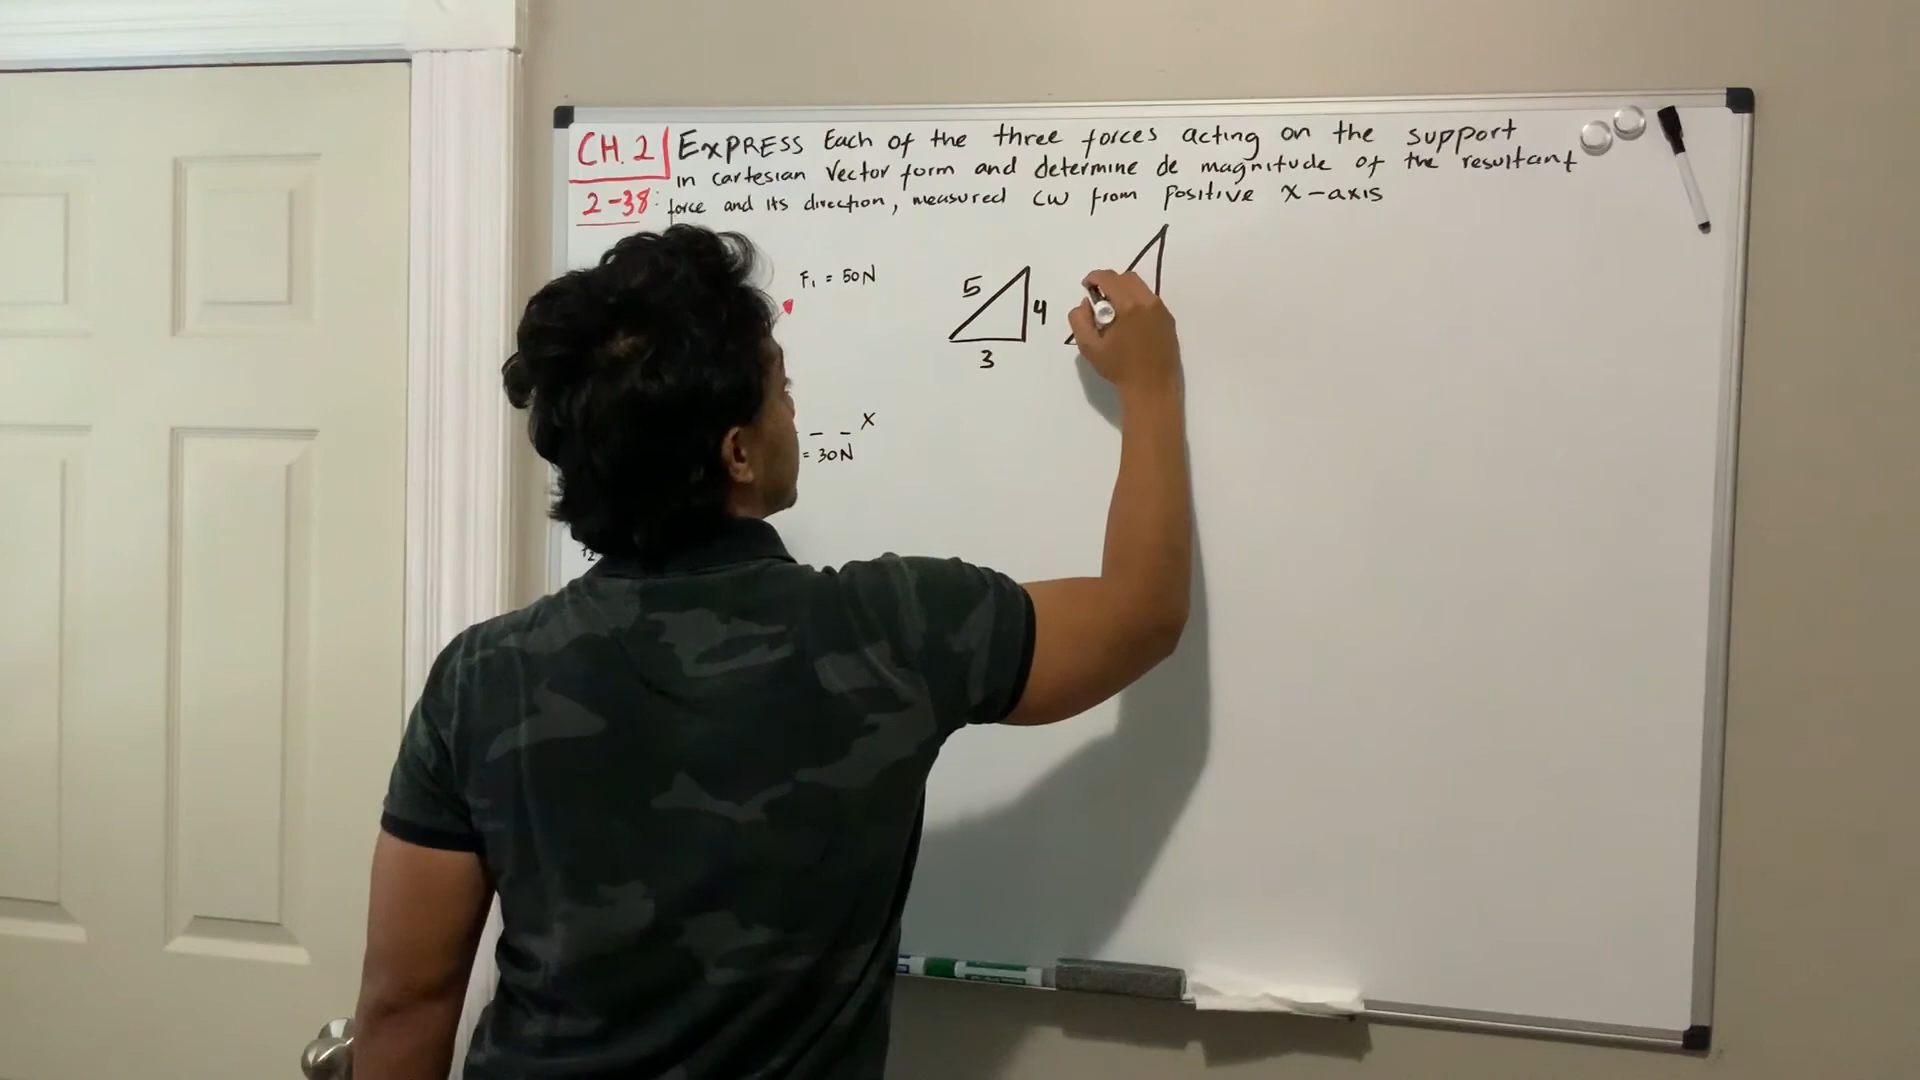 CH.2 EXPRESS Each of the three forces acting on the support
in cartesian Vector form and determine de magnitude of the resultant
2-38: force and its direction, measured CW from positive X-axis
F₁ = 50N
5
4
3
X
= 30N